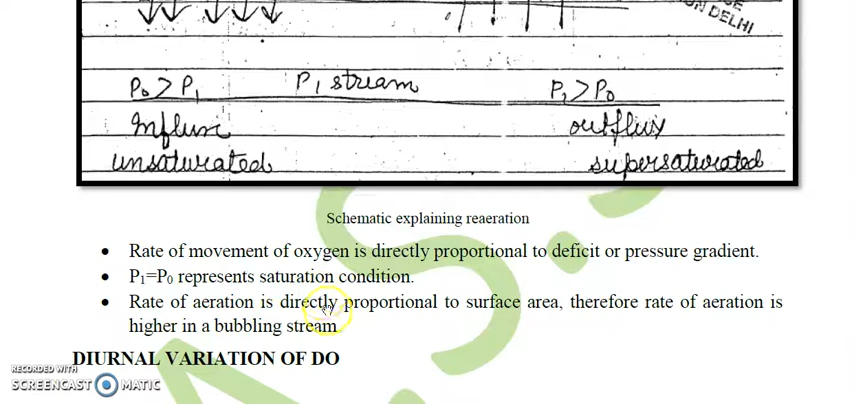 N DELHI
P₀ > P₁ P₁ stream P₁ > P₀
Influx outflux
unsaturated supersaturated
Schematic explaining reaeration
• Rate of movement of oxygen is directly proportional to deficit or pressure gradient.
• P₁=P₀ represents saturation condition.
• Rate of aeration is directly proportional to surface area, therefore rate of aeration is
higher in a bubbling stream
DIURNAL VARIATION OF DO
RECORDED WITH
SCREENCAST MATIC